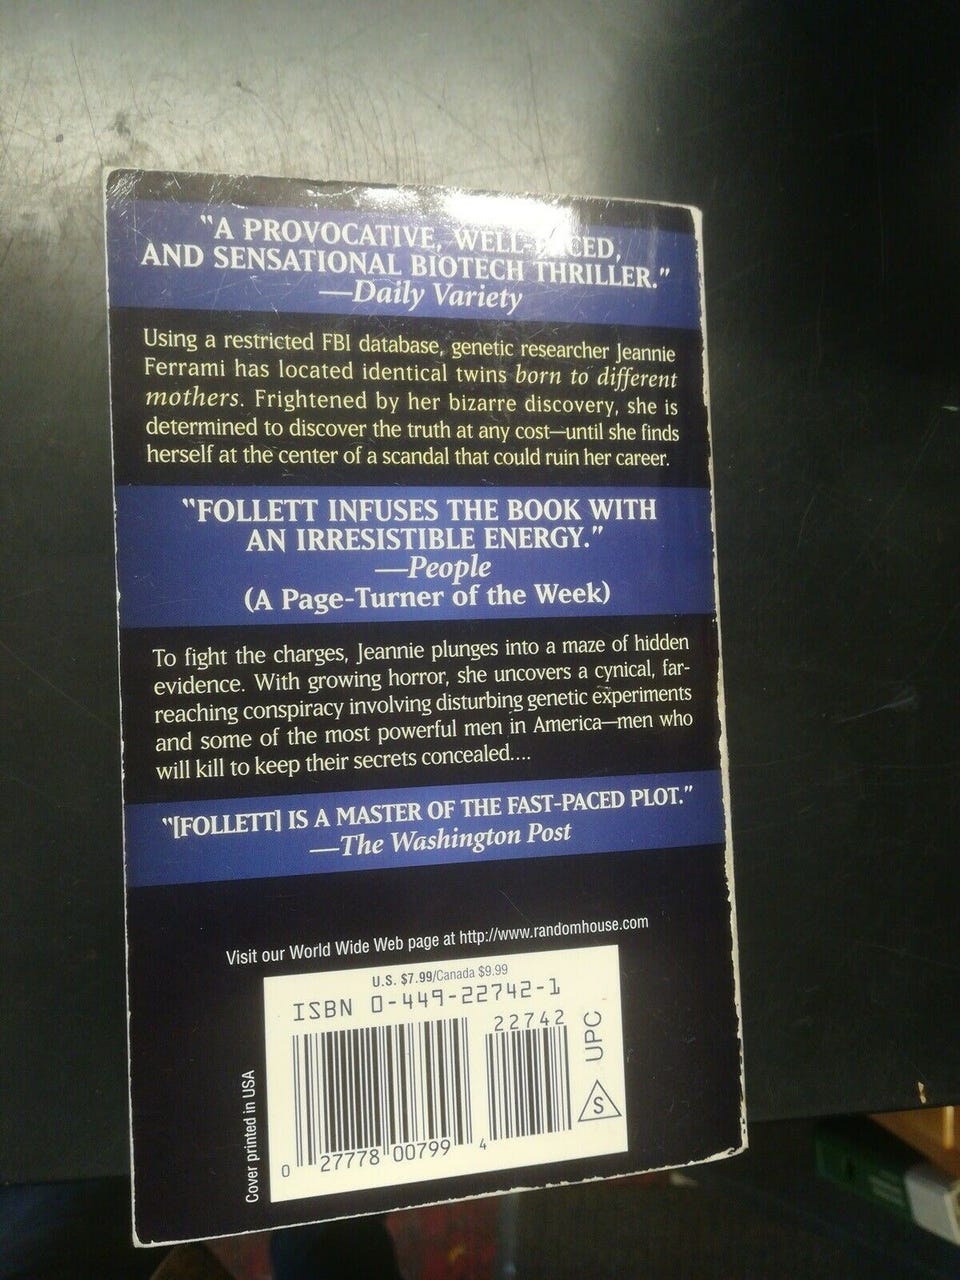 "A PROVOCATIVE, WELL-PACED,
AND SENSATIONAL BIOTECH THRILLER."
—Daily Variety
Using a restricted FBI database, genetic researcher Jeannie
Ferrami has located identical twins born to different
mothers. Frightened by her bizarre discovery, she is
determined to discover the truth at any cost—until she finds
herself at the center of a scandal that could ruin her career.
"FOLLETT INFUSES THE BOOK WITH
AN IRRESISTIBLE ENERGY."
—People
(A Page-Turner of the Week)
To fight the charges, Jeannie plunges into a maze of hidden
evidence. With growing horror, she uncovers a cynical, far-
reaching conspiracy involving disturbing genetic experiments
and some of the most powerful men in America—men who
will kill to keep their secrets concealed....
"[FOLLETT] IS A MASTER OF THE FAST-PACED PLOT."
—The Washington Post
Visit our World Wide Web page at http://www.randomhouse.com
U.S. $7.99/Canada $9.99
ISBN 0-449-22742-1
22742
UPC
S
0 27778 00799 4
Cover printed in USA